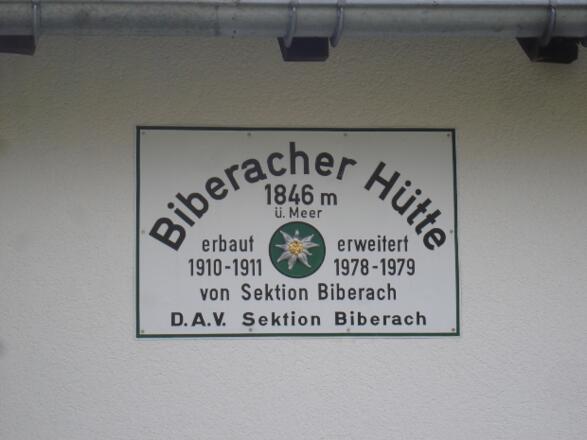 Biberacher Hütte
1846 m
ü. Meer
erbaut erweitert
1910-1911 1978-1979
von Sektion Biberach
D.A.V. Sektion Biberach